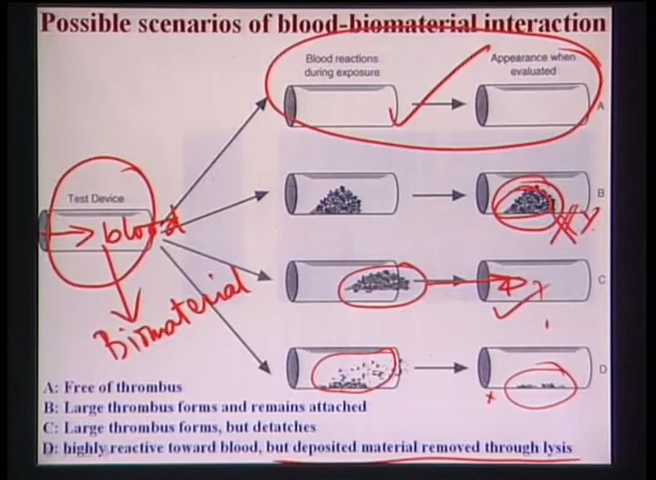 Possible scenarios of blood-biomaterial interaction
Blood reactions during exposure
Appearance when evaluated
A
Test Device
blood
Biomaterial
B
C
D
A: Free of thrombus
B: Large thrombus forms and remains attached
C: Large thrombus forms, but detatches
D: highly reactive toward blood, but deposited material removed through lysis